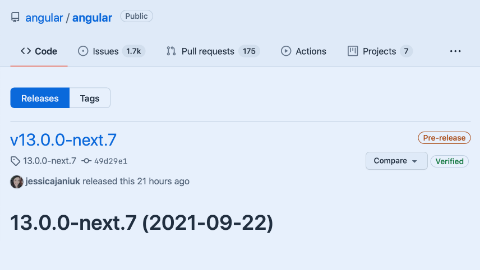 angular / angular Public
Code Issues 1.7k Pull requests 175 Actions Projects 7 ...
Releases Tags
v13.0.0-next.7 Pre-release
13.0.0-next.7 49d29e1 Compare Verified
jessicajaniuk released this 21 hours ago
13.0.0-next.7 (2021-09-22)